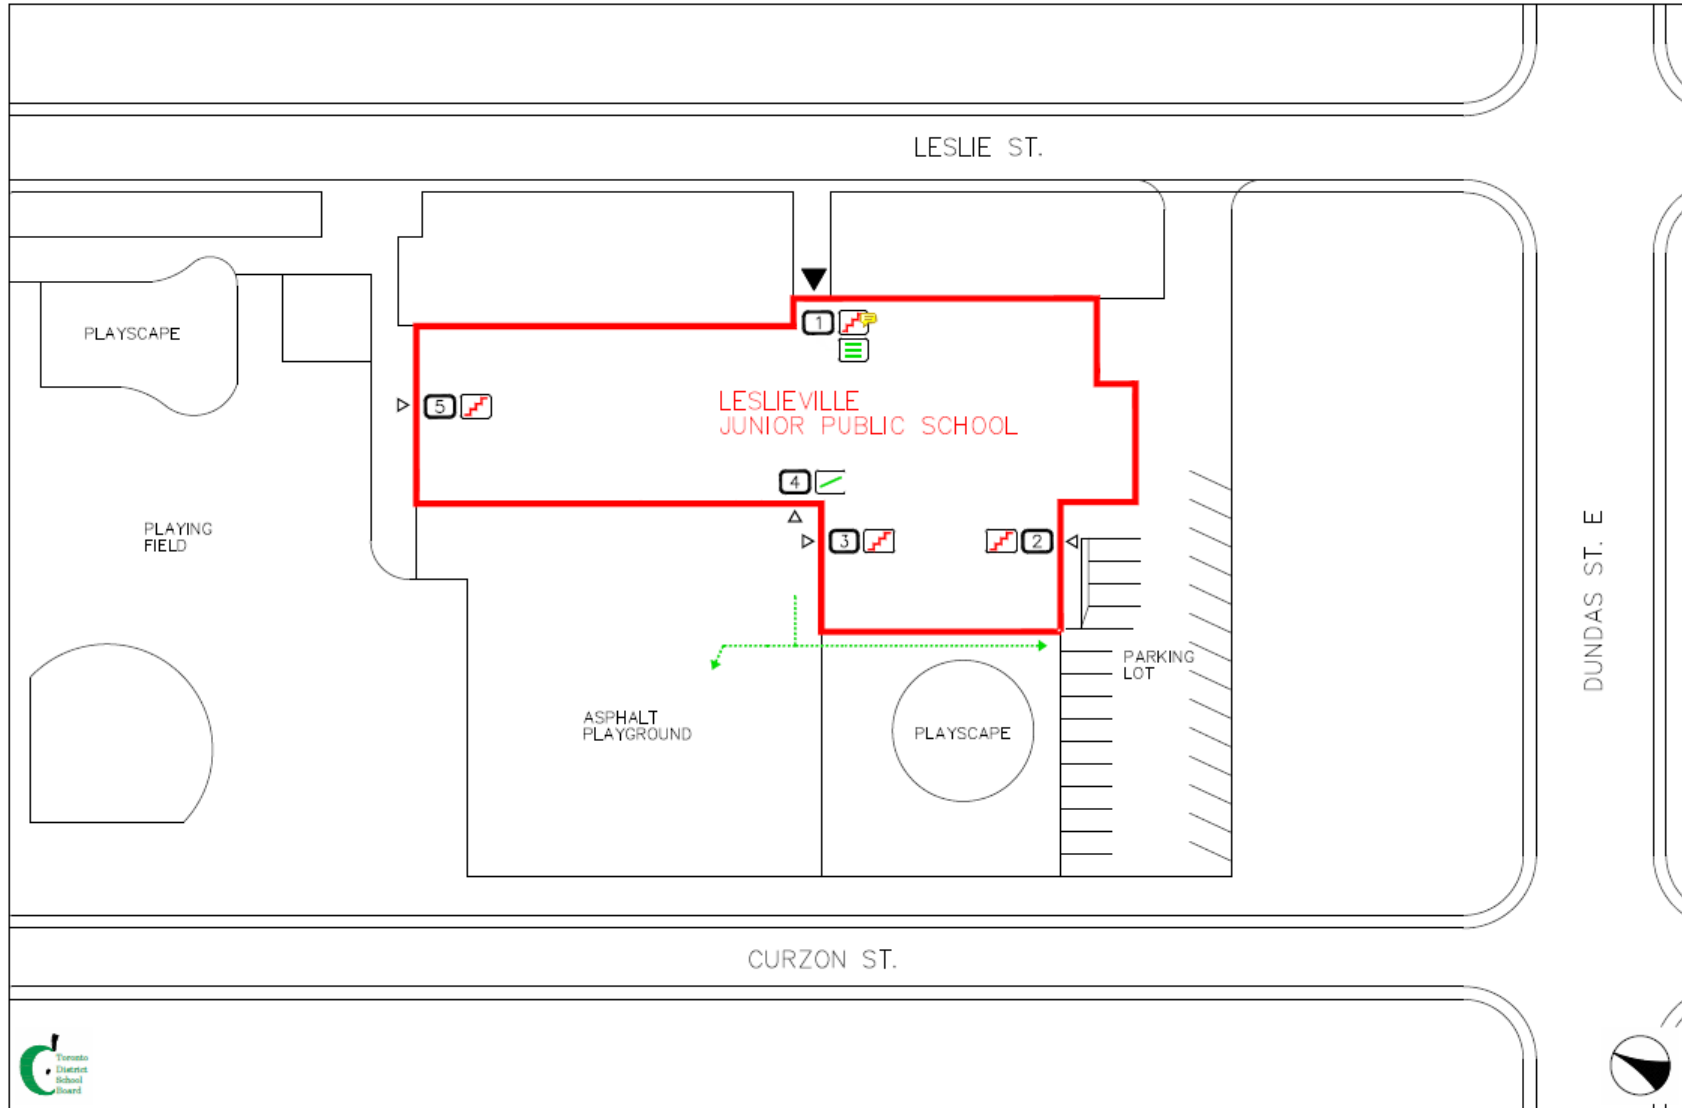 LESLIE ST.
PLAYSCAPE
1
LESLIEVILLE
JUNIOR PUBLIC SCHOOL
5
4
PLAYING
FIELD
3
2
DUNDAS ST. E
PARKING
LOT
ASPHALT
PLAYGROUND
PLAYSCAPE
CURZON ST.
Toronto
District
School
Board